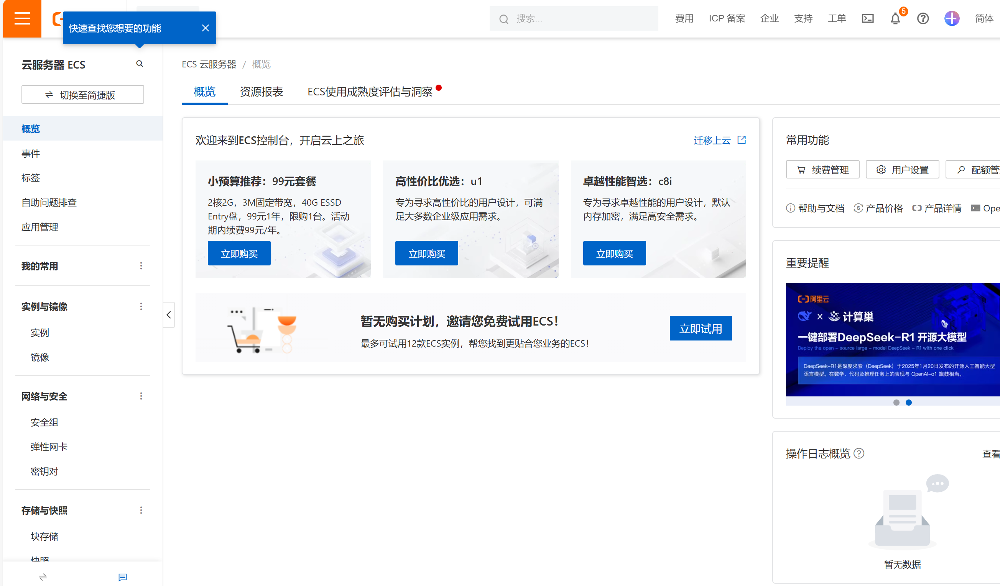 快速查找您想要的功能
搜索...
费用
ICP 备案
企业
支持
工单
5
简体
云服务器 ECS
切换至简捷版
概览
事件
标签
自助问题排查
应用管理
我的常用
实例与镜像
实例
镜像
网络与安全
安全组
弹性网卡
密钥对
存储与快照
块存储
快照
ECS 云服务器 / 概览
概览
资源报表
ECS使用成熟度评估与洞察
欢迎来到ECS控制台，开启云上之旅
迁移上云
小预算推荐：99元套餐
2核2G，3M固定带宽，40G ESSD
Entry盘，99元1年，限购1台。活动
期内续费99元/年。
立即购买
高性价比优选：u1
专为寻求高性价比的用户设计，可满
足大多数企业级应用需求。
立即购买
卓越性能智选：c8i
专为寻求卓越性能的用户设计，默认
内存加密，满足高安全需求。
立即购买
暂无购买计划，邀请您免费试用ECS！
最多可试用12款ECS实例，帮您找到更贴合您业务的ECS！
立即试用
常用功能
续费管理
用户设置
配额管
帮助与文档
产品价格
产品详情
Ope
重要提醒
阿里云
x 计算巢
一键部署DeepSeek-R1 开源大模型
Deploy the open – source large – model DeepSeek – R1 with one click
DeepSeek-R1是深度求索（DeepSeek）于2025年1月20日发布的开源人工智能大型
语言模型。在数学、代码及推理任务上的表现与 OpenAI-o1 旗鼓相当。
操作日志概览
查看
暂无数据